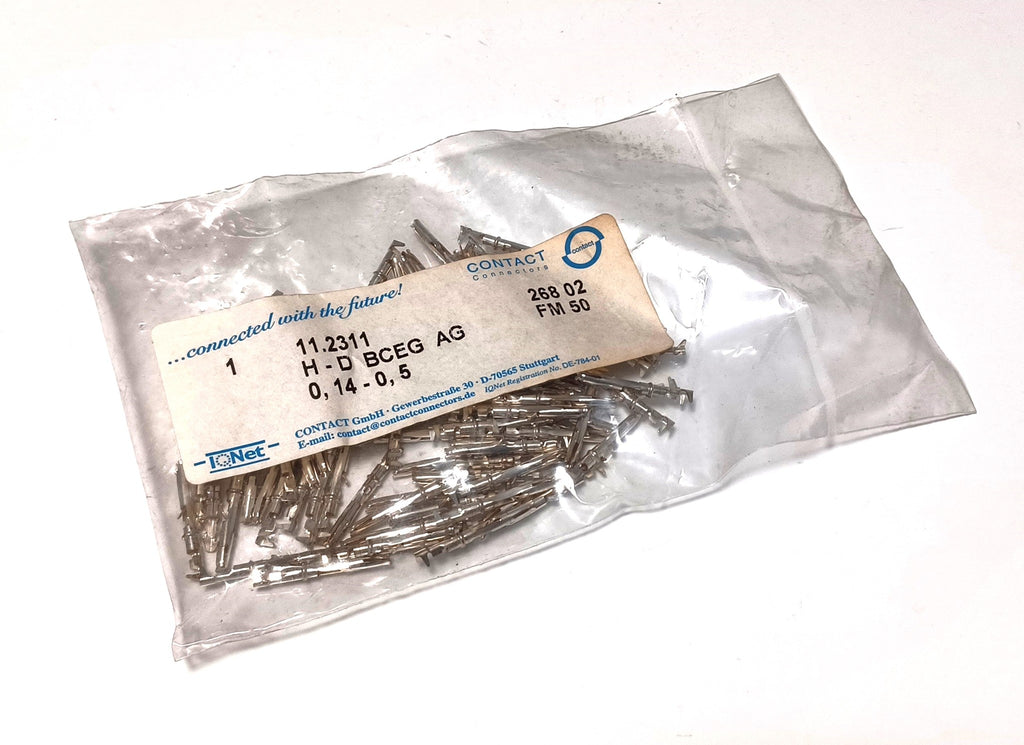 CONTACT
Connectors
contact
...connected with the future!
1 11.2311 268 02
H - D BCEG AG FM 50
0, 14 - 0, 5
CONTACT GmbH · Gewerbestraße 30 · D-70565 Stuttgart
E-mail: contact@contactconnectors.de IQNet Registration No. DE-784-01
IQNet